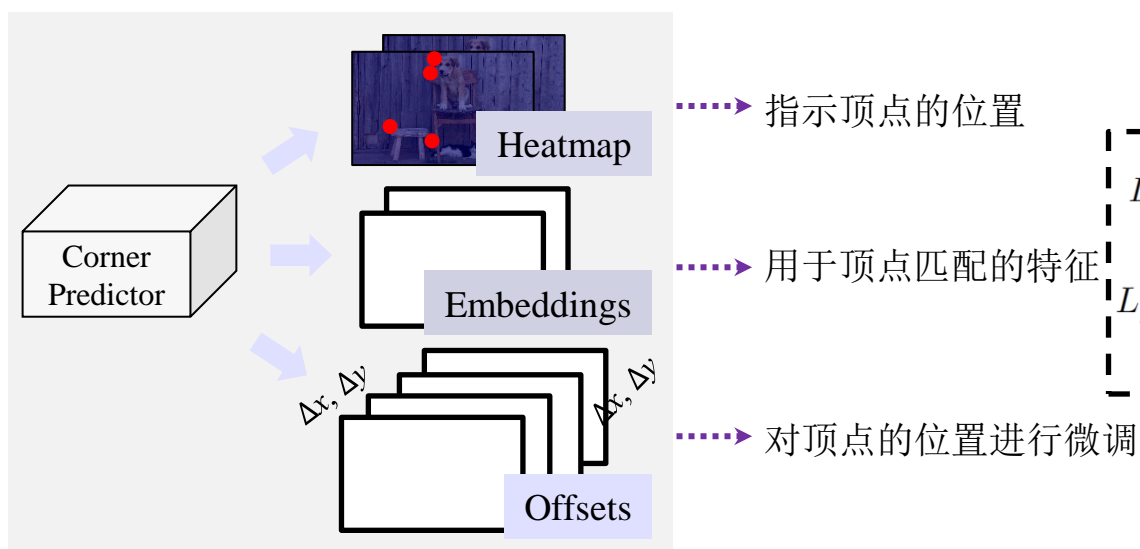 Heatmap
指示顶点的位置
Corner
Predictor
Embeddings
用于顶点匹配的特征
L
L
Δx, Δy
Δx, Δy
Offsets
对顶点的位置进行微调